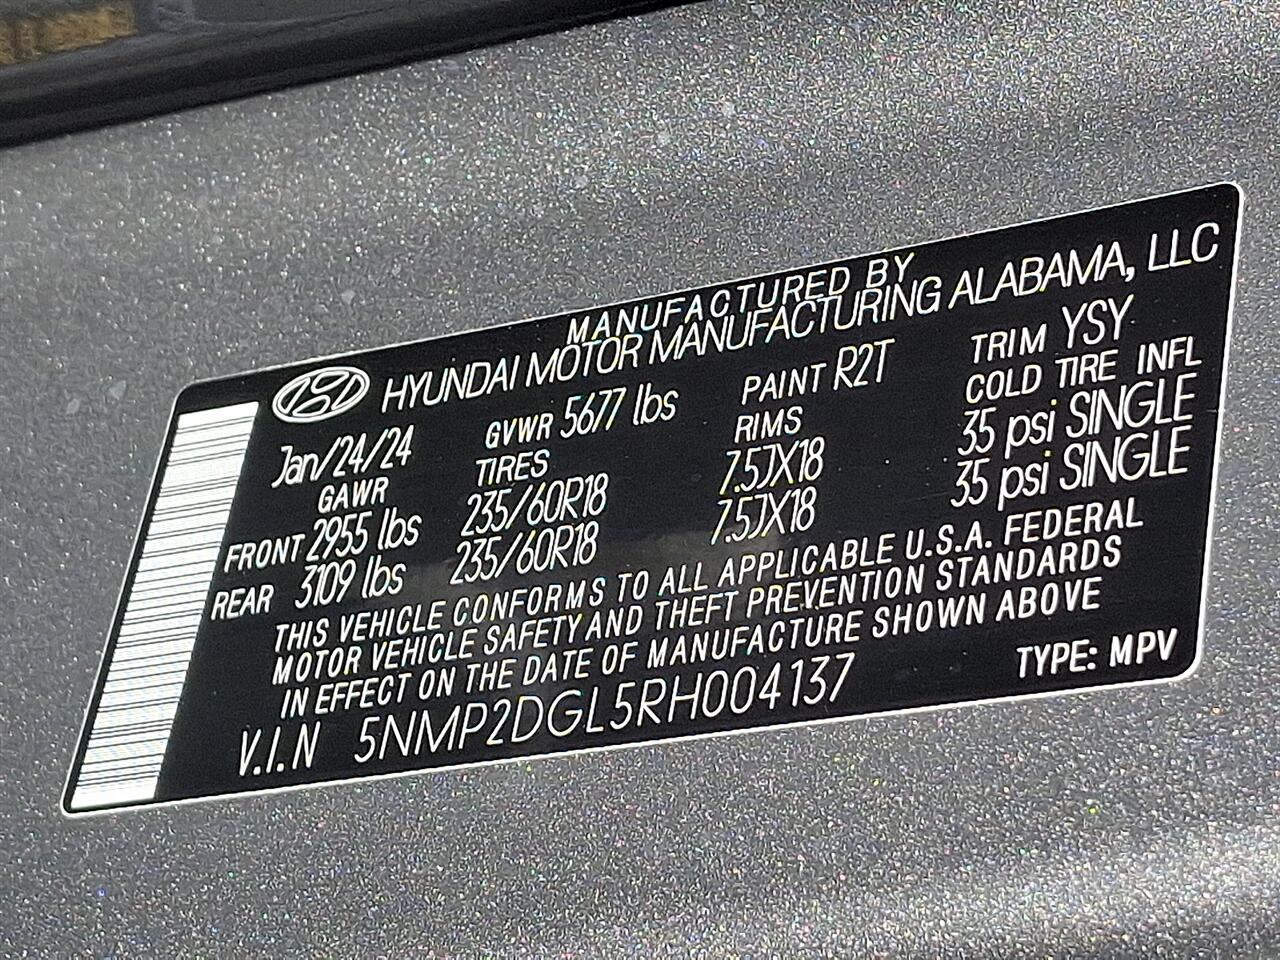 MANUFACTURED BY
HYUNDAI MOTOR MANUFACTURING ALABAMA, LLC
Jan/24/24 GVWR 5677 lbs PAINT R2T TRIM YSY
GAWR TIRES RIMS COLD TIRE INFL
FRONT 2955 lbs 235/60R18 7.5JX18 35 psi SINGLE
REAR 3109 lbs 235/60R18 7.5JX18 35 psi SINGLE
THIS VEHICLE CONFORMS TO ALL APPLICABLE U.S.A. FEDERAL
MOTOR VEHICLE SAFETY AND THEFT PREVENTION STANDARDS
IN EFFECT ON THE DATE OF MANUFACTURE SHOWN ABOVE
V.I.N 5NMP2DGL5RH004137 TYPE: MPV